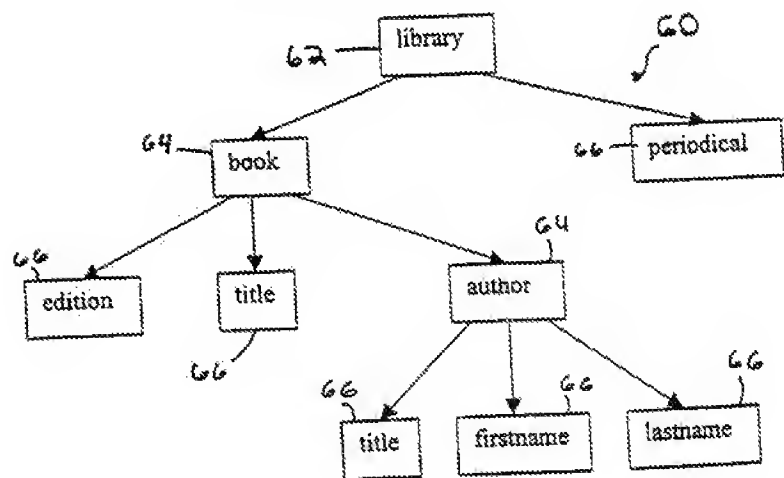 60
62 library
64 book
66 periodical
66 edition
title 66
64 author
66 title
66 firstname
66 lastname